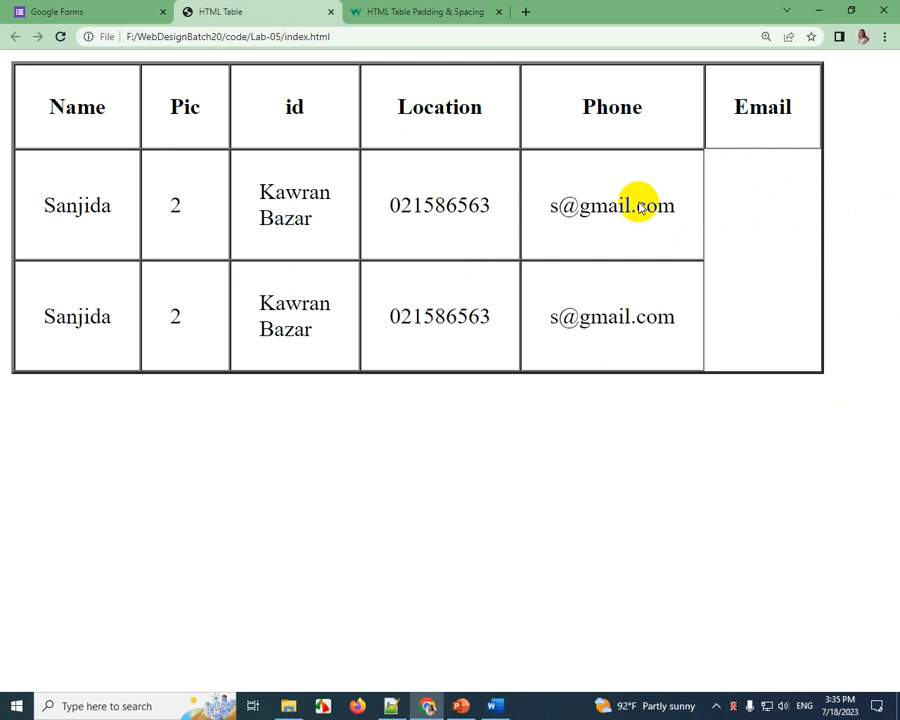 Google Forms
HTML Table
HTML Table Padding & Spacing
File
F:/WebDesignBatch20/code/Lab-05/index.html
Name Pic id Location Phone Email
Sanjida 2 Kawran Bazar 021586563 s@gmail.com
Sanjida 2 Kawran Bazar 021586563 s@gmail.com
Type here to search
92°F Partly sunny
ENG
3:35 PM
7/18/2023